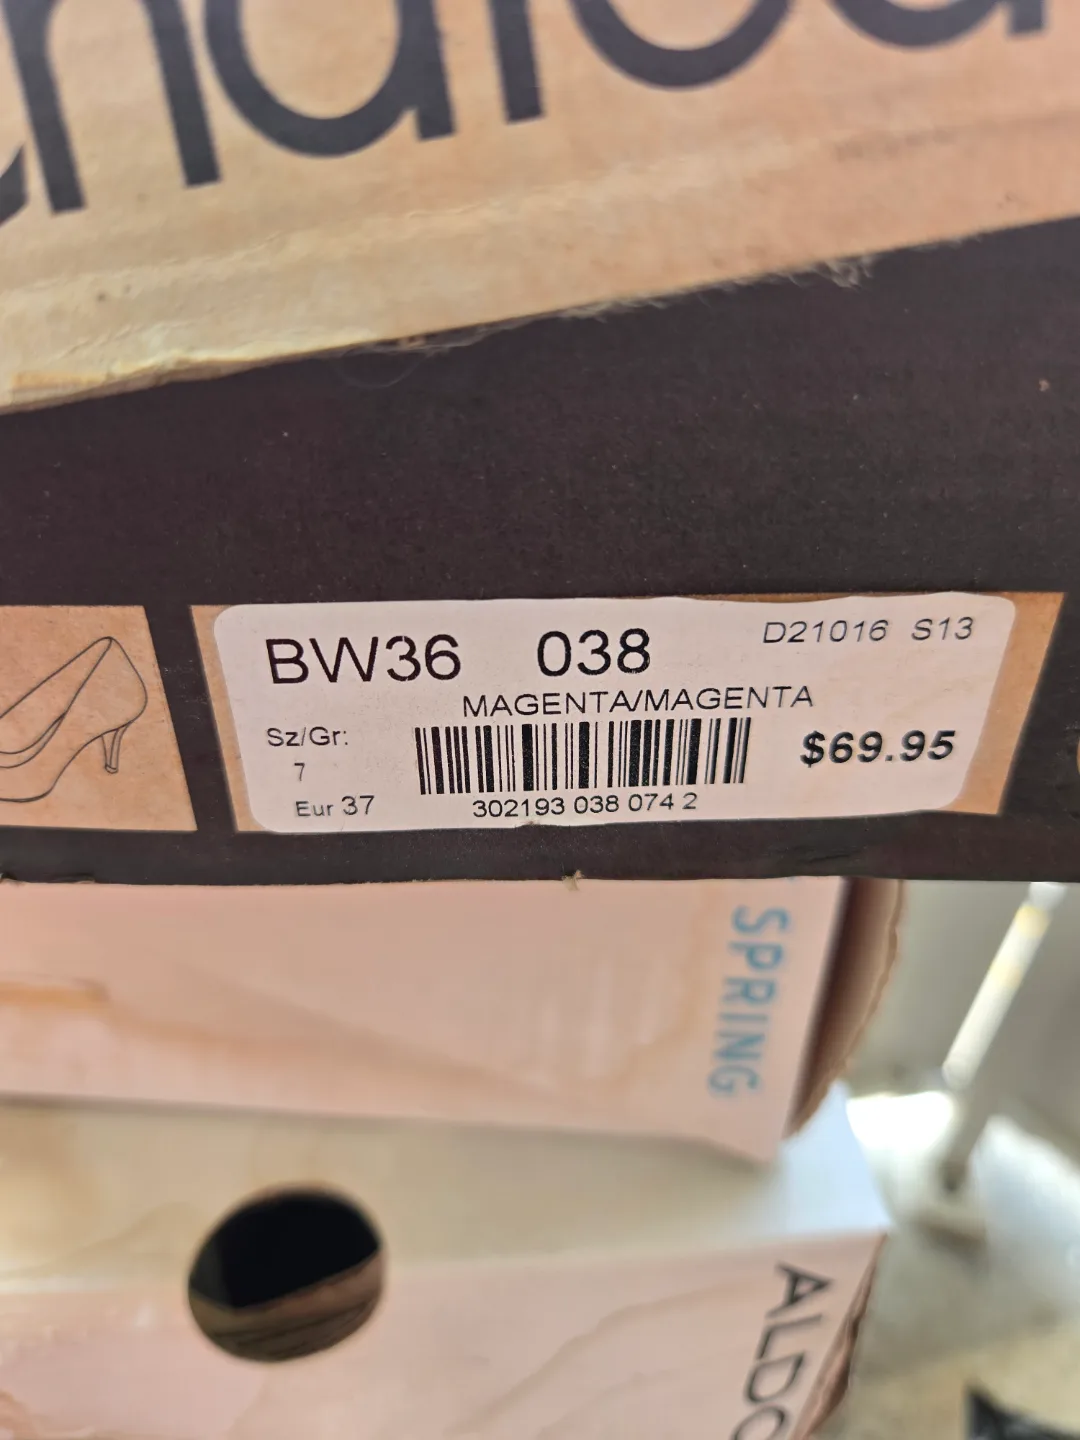 BW36 038 D21016 S13
MAGENTA/MAGENTA
Sz/Gr:
7
$69.95
Eur 37
302193 038 074 2
SPRING
ALDO